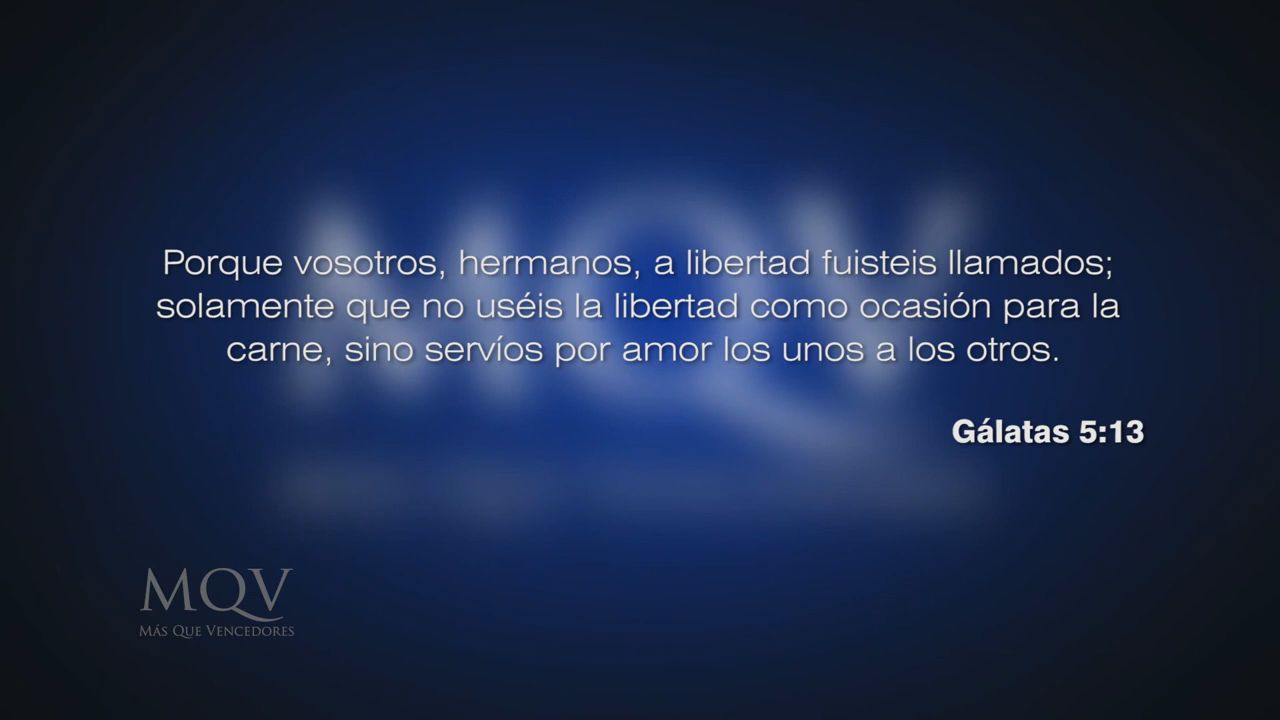 Porque vosotros, hermanos, a libertad fuisteis llamados;
solamente que no uséis la libertad como ocasión para la
carne, sino servíos por amor los unos a los otros.
Gálatas 5:13
MQV
MÁS QUE VENCEDORES